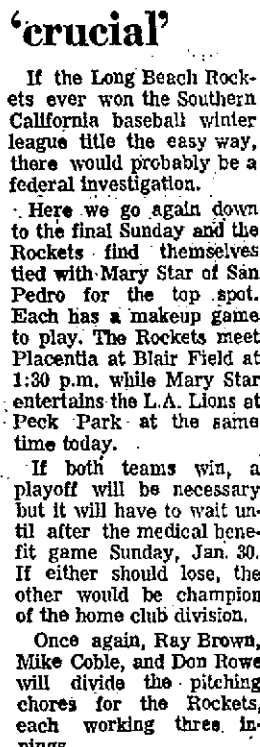 'crucial'
If the Long Beach Rock-
ets ever won the Southern
California baseball winter
league title the easy way,
there would probably be a
federal investigation.
Here we go again down
to the final Sunday and the
Rockets find themselves
tied with Mary Star of San
Pedro for the top spot.
Each has a makeup game
to play. The Rockets meet
Placentia at Blair Field at
1:30 p.m. while Mary Star
entertains the L.A. Lions at
Peck Park at the same
time today.
If both teams win, a
playoff will be necessary
but it will have to wait un-
til after the medical bene-
fit game Sunday, Jan. 30.
If either should lose, the
other would be champion
of the home club division.
Once again, Ray Brown,
Mike Coble, and Don Rowe
will divide the pitching
chores for the Rockets,
each working three in-
nings